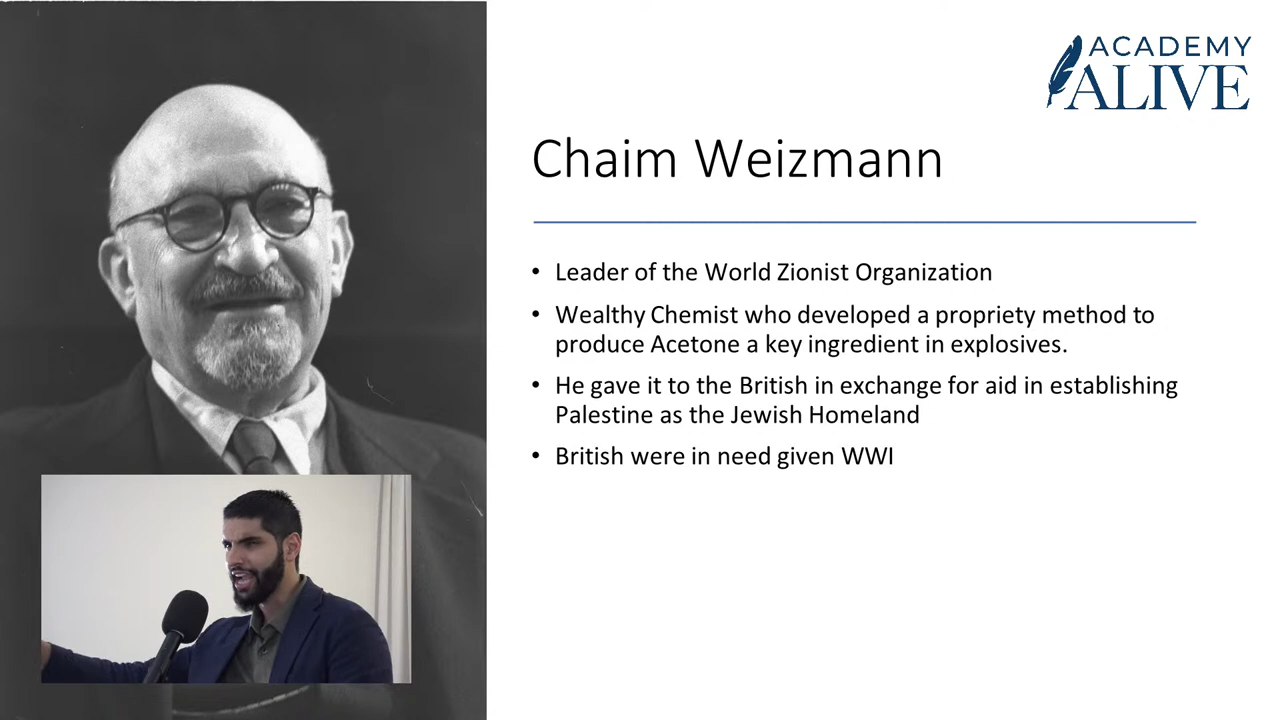 ACADEMY
ALIVE
Chaim Weizmann
• Leader of the World Zionist Organization
• Wealthy Chemist who developed a propriety method to
produce Acetone a key ingredient in explosives.
• He gave it to the British in exchange for aid in establishing
Palestine as the Jewish Homeland
• British were in need given WWI